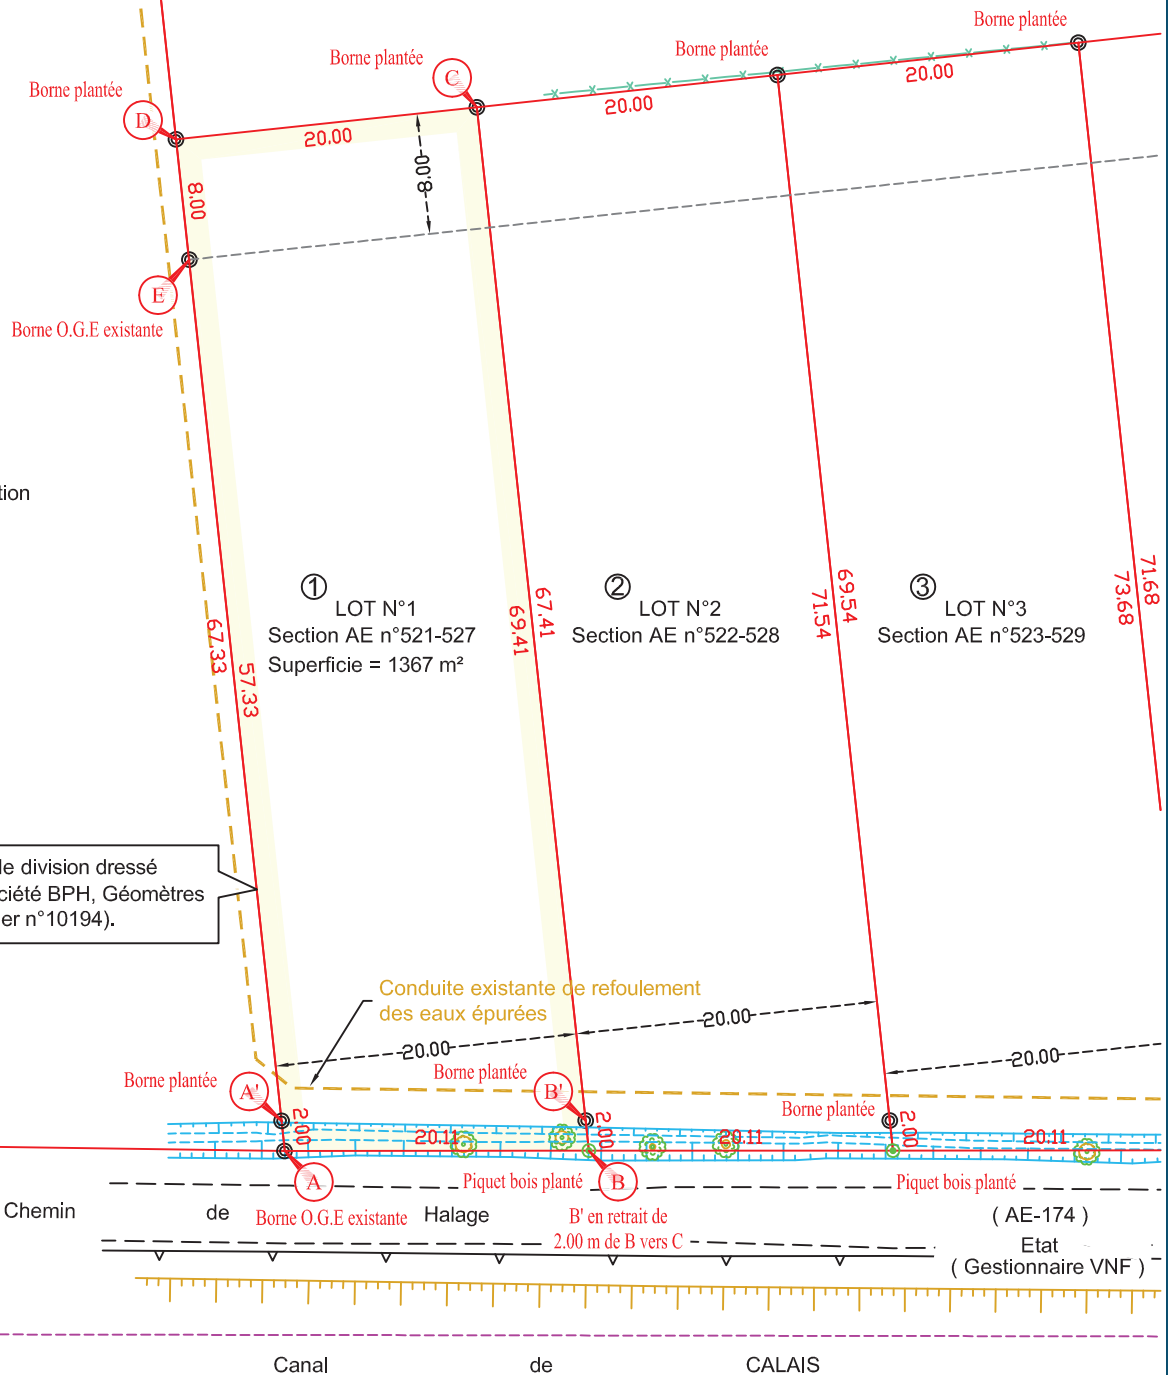 Borne plantée
Borne plantée
Borne plantée
Borne plantée
C
D
20.00
20.00
20.00
8.00
8.00
E
Borne O.G.E existante
tion
①
LOT N°1
Section AE n°521-527
Superficie = 1367 m²
②
LOT N°2
Section AE n°522-528
③
LOT N°3
Section AE n°523-529
67.33
57.33
69.41
67.41
71.54
69.54
73.68
71.68
le division dressé
ciété BPH, Géomètres
er n°10194).
Conduite existante de refoulement
des eaux épurées
20.00
20.00
20.00
Borne plantée
A'
Borne plantée
B'
Borne plantée
2.00
2.00
2.00
20.11
20.11
20.11
A
B
Piquet bois planté
Piquet bois planté
Borne O.G.E existante
B' en retrait de
2.00 m de B vers C
Chemin de Halage
( AE-174 )
Etat
( Gestionnaire VNF )
Canal de CALAIS